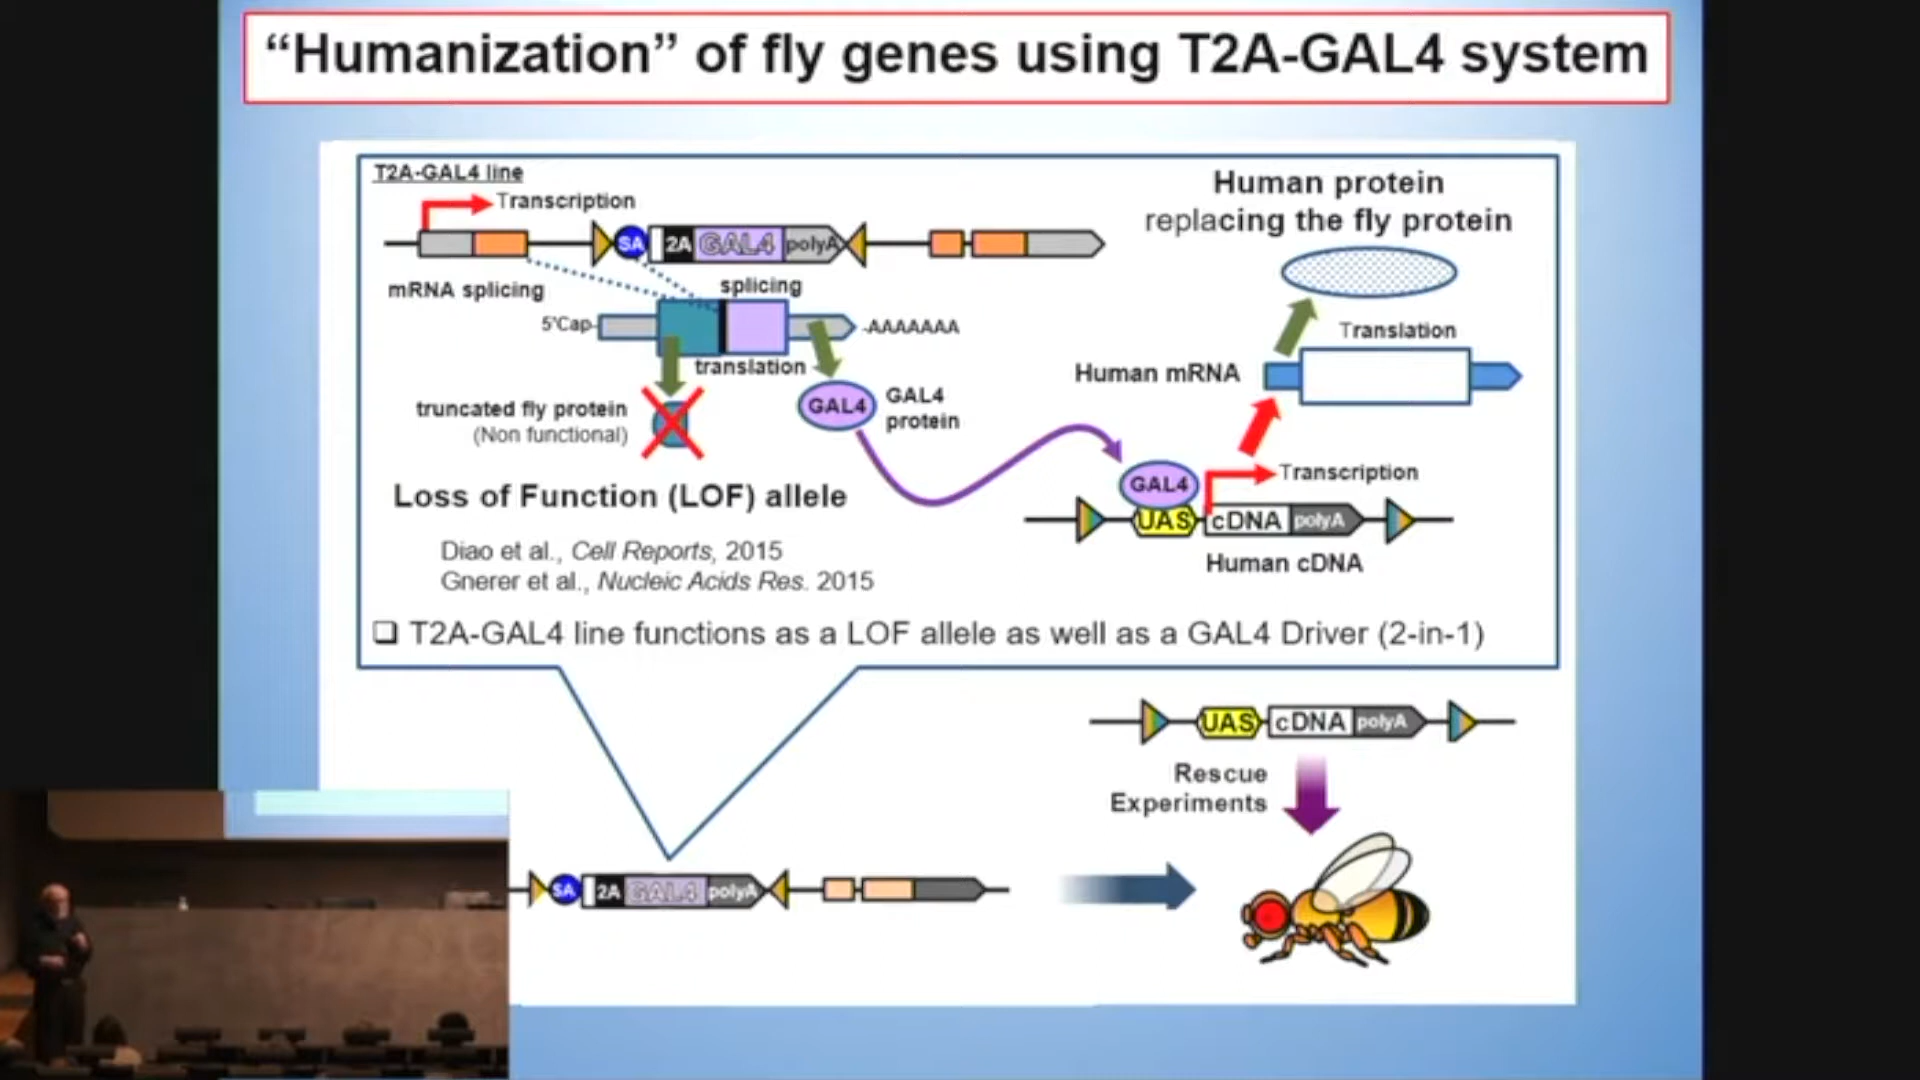 “Humanization” of fly genes using T2A-GAL4 system
T2A-GAL4 line
Transcription
SA 2A GAL4 polyA
mRNA splicing
splicing
5'Cap
-AAAAAAA
translation
truncated fly protein
(Non functional)
GAL4
GAL4
protein
Loss of Function (LOF) allele
Diao et al., Cell Reports, 2015
Gnerer et al., Nucleic Acids Res. 2015
Human protein
replacing the fly protein
Translation
Human mRNA
GAL4
Transcription
UAS cDNA polyA
Human cDNA
❑ T2A-GAL4 line functions as a LOF allele as well as a GAL4 Driver (2-in-1)
UAS cDNA polyA
Rescue
Experiments
SA 2A GAL4 polyA